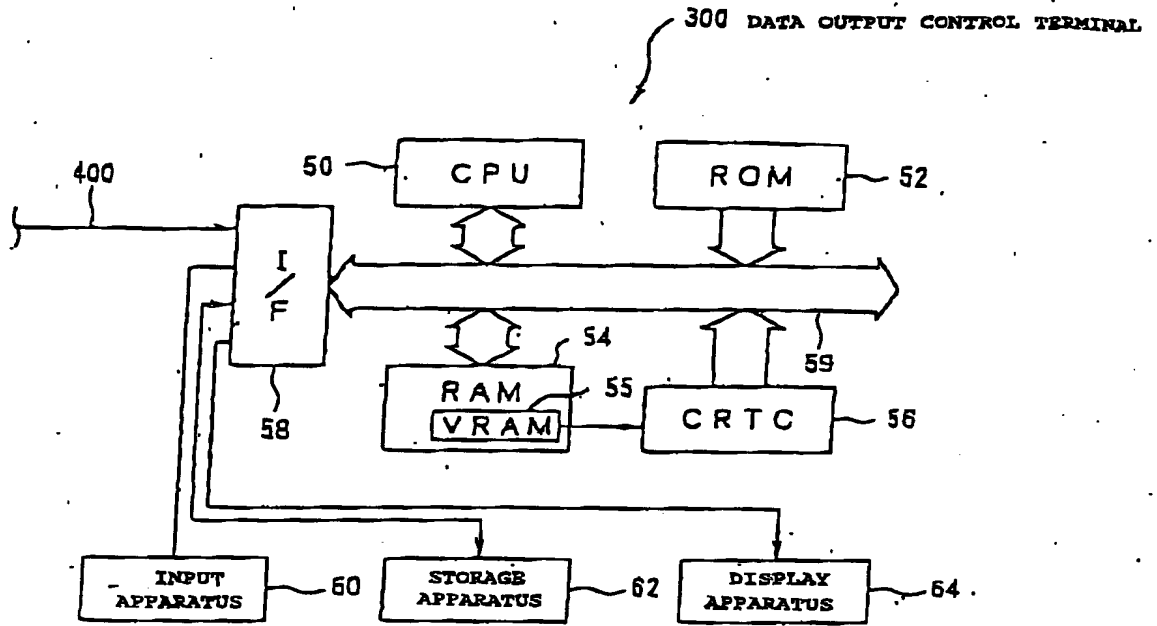 300 DATA OUTPUT CONTROL TERMINAL
400
50
CPU
ROM
52
I/F
59
58
RAM
54
55
VRAM
CRTC
56
INPUT
APPARATUS
60
STORAGE
APPARATUS
62
DISPLAY
APPARATUS
64